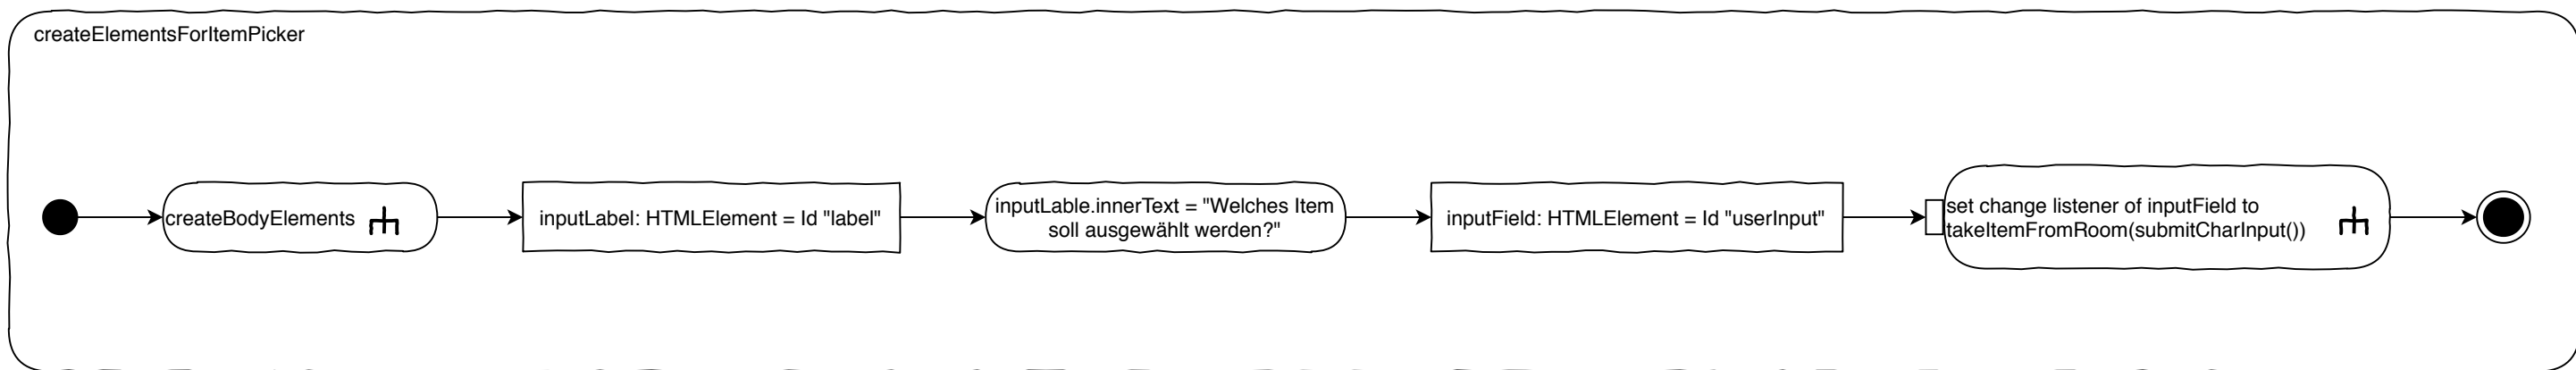 createElementsForItemPicker
createBodyElements
inputLabel: HTMLElement = Id "label"
inputLable.innerText = "Welches Item
soll ausgewählt werden?"
inputField: HTMLElement = Id "userInput"
set change listener of inputField to
takeItemFromRoom(submitCharInput())